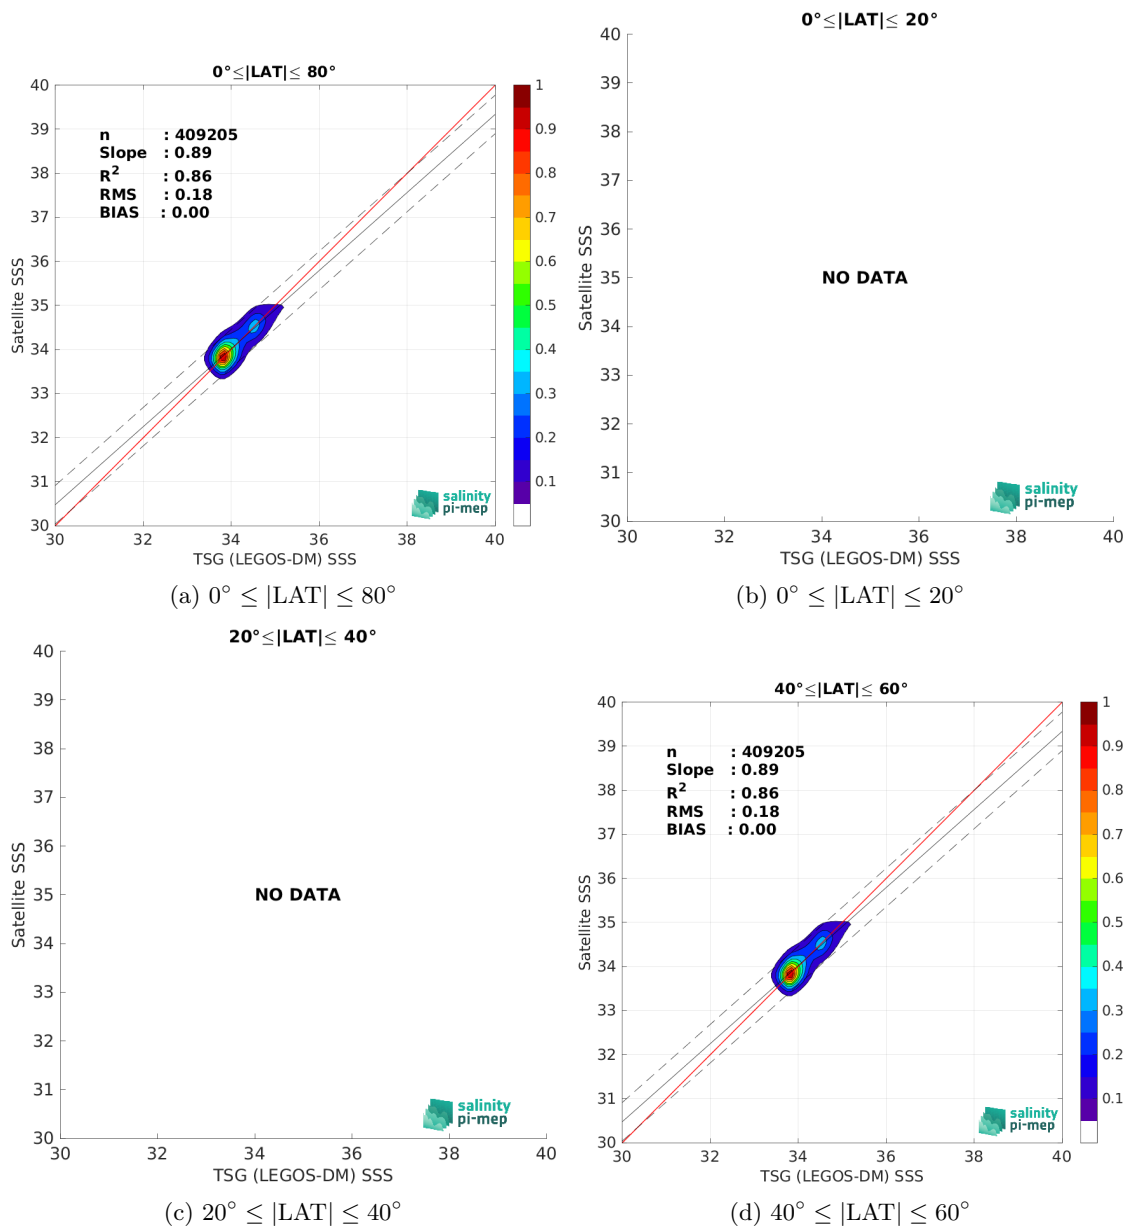 0°≤|LAT|≤ 80°
40
39
38
37
36
35
34
33
32
31
30
Satellite SSS
n : 409205
Slope : 0.89
R² : 0.86
RMS : 0.18
BIAS : 0.00
salinity
pi-mep
30 32 34 36 38 40
TSG (LEGOS-DM) SSS
1
0.9
0.8
0.7
0.6
0.5
0.4
0.3
0.2
0.1
(a) 0° ≤ |LAT| ≤ 80°
0°≤|LAT|≤ 20°
40
39
38
37
36
35
34
33
32
31
30
Satellite SSS
NO DATA
salinity
pi-mep
30 32 34 36 38 40
TSG (LEGOS-DM) SSS
(b) 0° ≤ |LAT| ≤ 20°
20°≤|LAT|≤ 40°
40
39
38
37
36
35
34
33
32
31
30
Satellite SSS
NO DATA
salinity
pi-mep
30 32 34 36 38 40
TSG (LEGOS-DM) SSS
(c) 20° ≤ |LAT| ≤ 40°
40°≤|LAT|≤ 60°
40
39
38
37
36
35
34
33
32
31
30
Satellite SSS
n : 409205
Slope : 0.89
R² : 0.86
RMS : 0.18
BIAS : 0.00
salinity
pi-mep
30 32 34 36 38 40
TSG (LEGOS-DM) SSS
1
0.9
0.8
0.7
0.6
0.5
0.4
0.3
0.2
0.1
(d) 40° ≤ |LAT| ≤ 60°